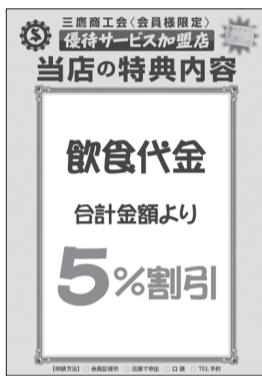 三鷹商工会〈会員様限定〉
優待サービス加盟店
当店の特典内容
飲食代金
合計金額より
5%割引
【申請方法】□会員証提示 □店頭で申出 □口頭 □TEL予約